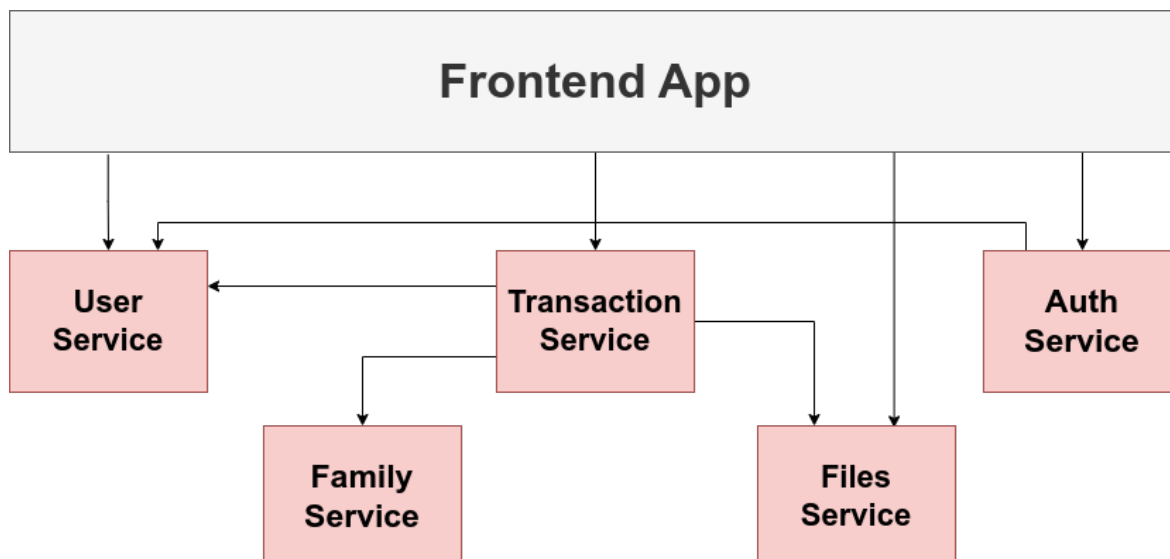 Frontend App
User
Service
Transaction
Service
Auth
Service
Family
Service
Files
Service